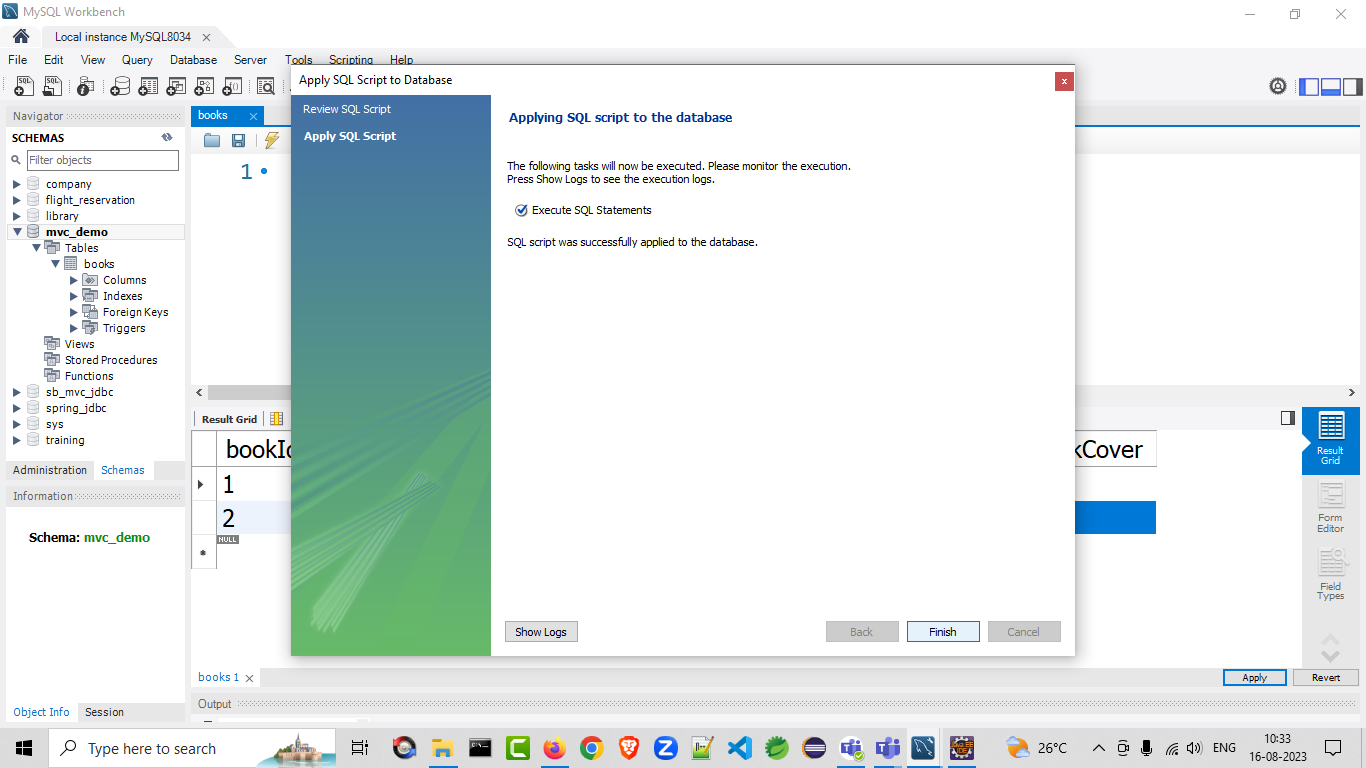 MySQL Workbench
Local instance MySQL8034
File Edit View Query Database Server Tools Scripting Help
Navigator
SCHEMAS
Filter objects
company
flight_reservation
library
mvc_demo
Tables
books
Columns
Indexes
Foreign Keys
Triggers
Views
Stored Procedures
Functions
sb_mvc_jdbc
spring_jdbc
sys
training
Administration Schemas
Information
Schema: mvc_demo
Object Info Session
books
1
Apply SQL Script to Database
Review SQL Script
Apply SQL Script
Applying SQL script to the database
The following tasks will now be executed. Please monitor the execution.
Press Show Logs to see the execution logs.
Execute SQL Statements
SQL script was successfully applied to the database.
Show Logs Back Finish Cancel
Result Grid
1
2
NULL
Result
Grid
Form
Editor
Field
Types
books 1
Apply Revert
Output
Type here to search
26°C
ENG
10:33
16-08-2023